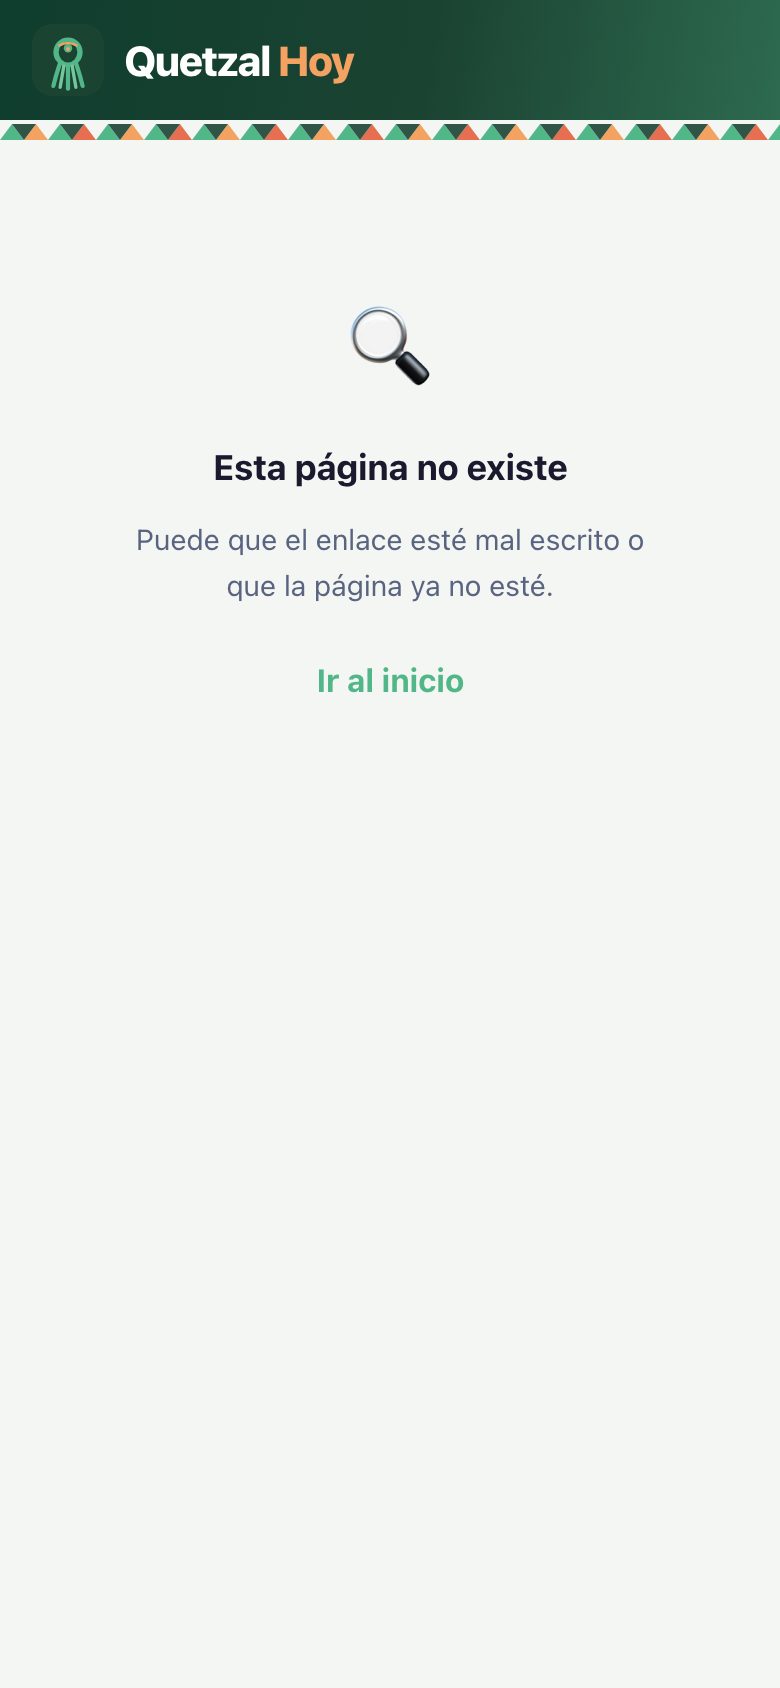 Quetzal Hoy
Esta página no existe
Puede que el enlace esté mal escrito o
que la página ya no esté.
Ir al inicio